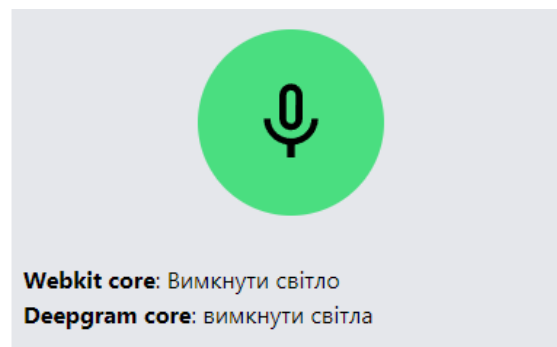 Webkit core: Вимкнути світло
Deepgram core: вимкнути світла